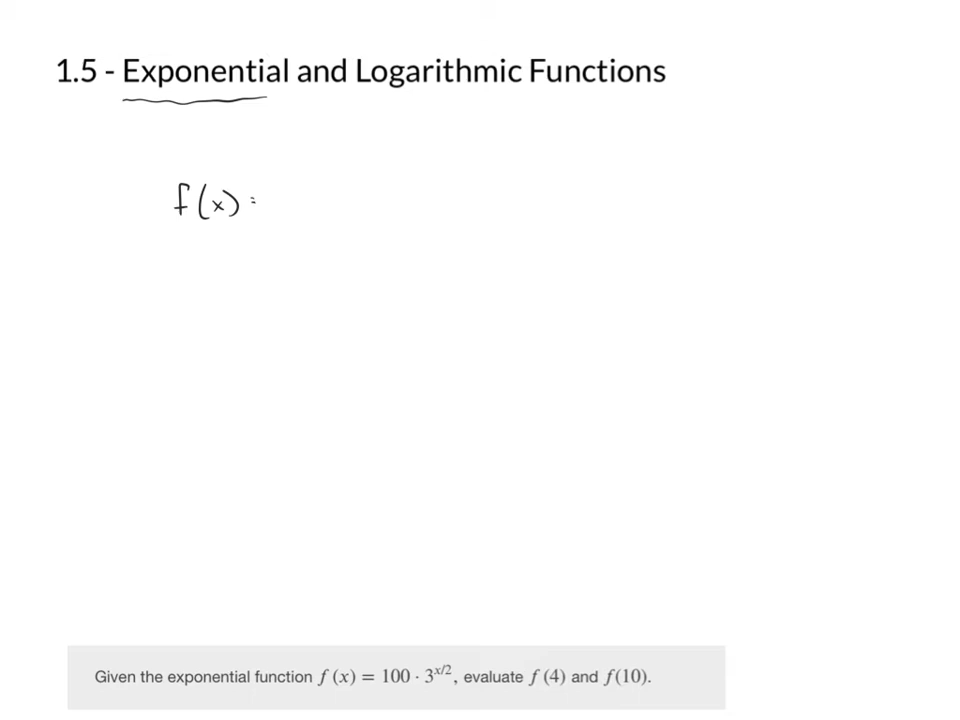 1.5 - Exponential and Logarithmic Functions
f(x) =
Given the exponential function f (x) = 100 · 3^{x/2}, evaluate f (4) and f(10).